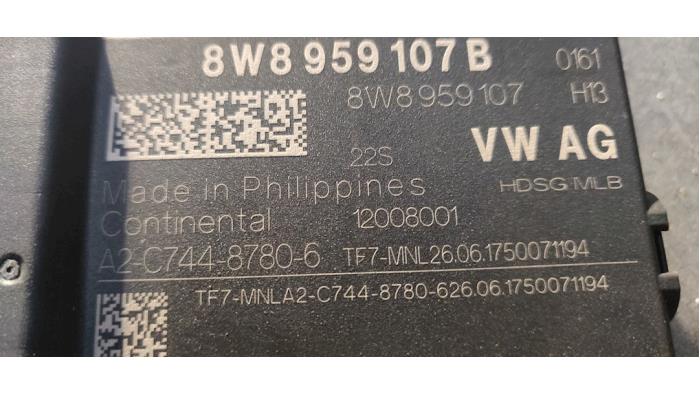 8W8 959 107 B 0161
8W8 959 107 H13
22S VW AG
Made in Philippines HDSG MLB
Continental 12008001
A2-C744-8780-6 TF7-MNL26.06.1750071194
TF7-MNLA2-C744-8780-626.06.1750071194